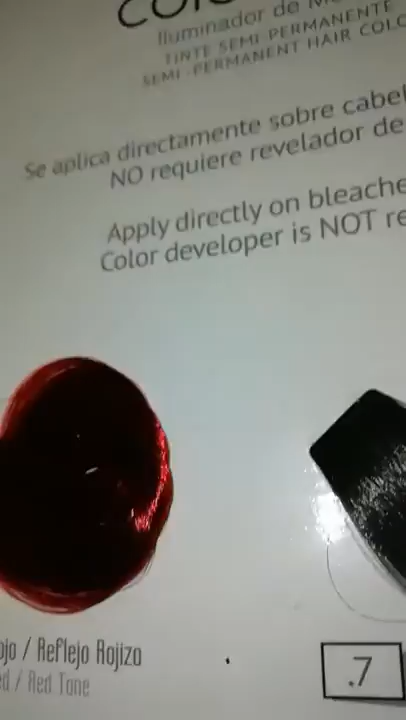 Iluminador de
TINTE SEMI-PERMANENTE
SEMI-PERMANENT HAIR COLO
Se aplica directamente sobre cabel
NO requiere revelador de
Apply directly on bleache
Color developer is NOT re
ojo / Reflejo Rojizo
d / Red Tone
.7